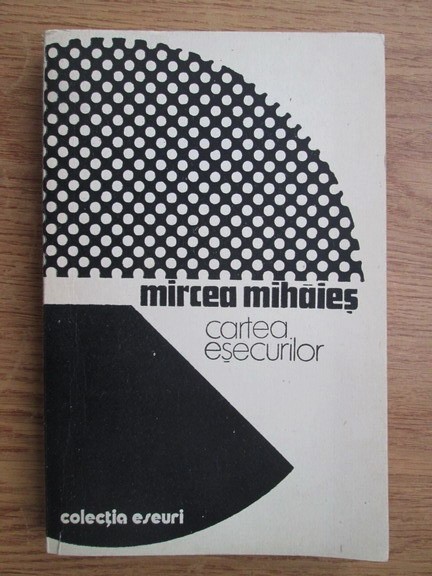 mircea mihăieș
cartea
eșecurilor
colecția eseuri